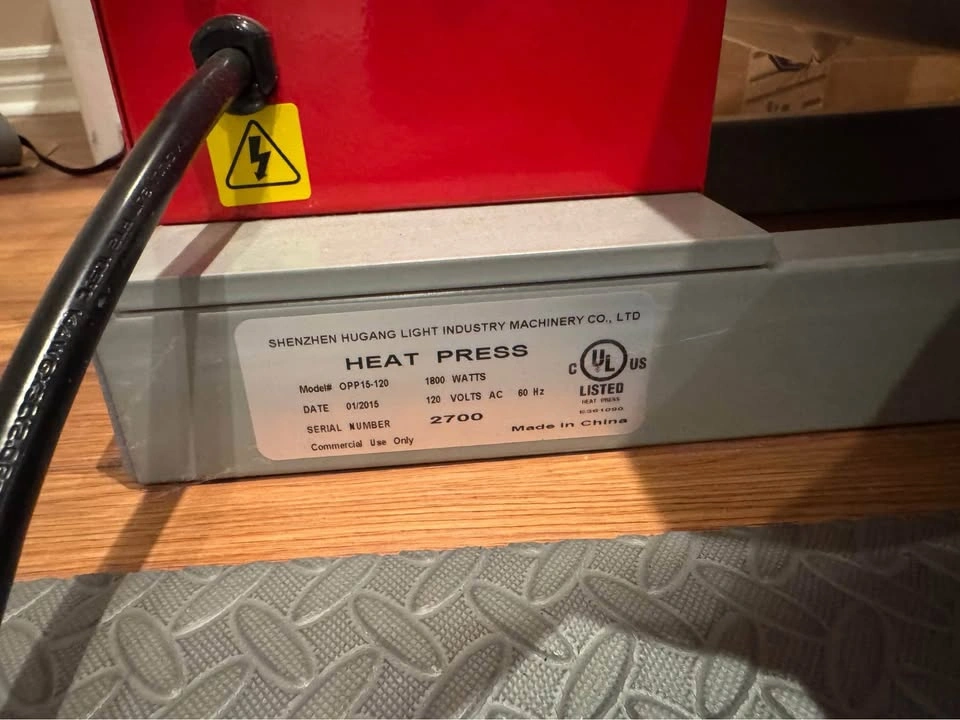 SHENZHEN HUGANG LIGHT INDUSTRY MACHINERY CO., LTD
HEAT PRESS
Model# OPP15-120 1800 WATTS
DATE 01/2015 120 VOLTS AC 60 Hz
SERIAL NUMBER 2700
Commercial Use Only
C UL US
LISTED
HEAT PRESS
E361090
Made in China